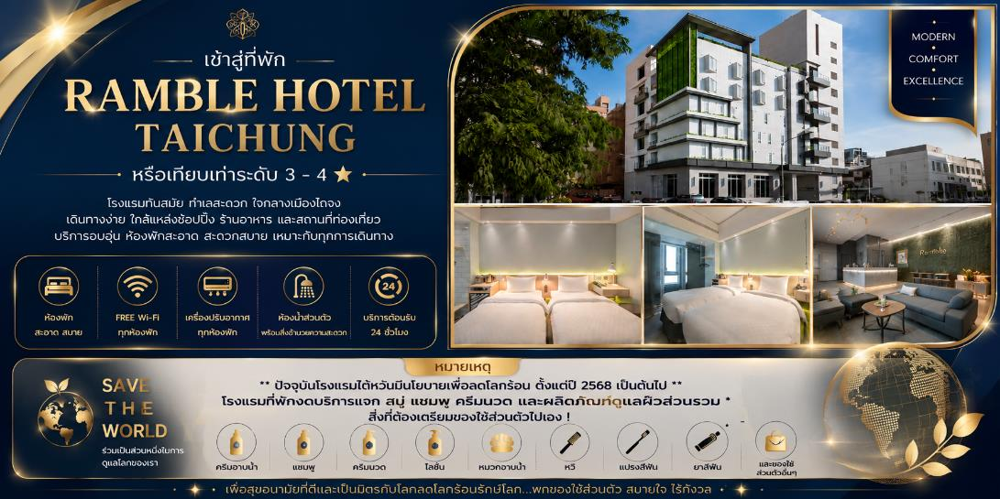 เช้าสู่ที่พัก
RAMBLE HOTEL
TAICHUNG
หรือเทียบเท่าระดับ 3 - 4
โรงแรมทันสมัย ทำเลสะดวก ใจกลางเมืองไถจง
เดินทางง่าย ใกล้แหล่งช้อปปิ้ง ร้านอาหาร และสถานที่ท่องเที่ยว
บริการอบอุ่น ห้องพักสะอาด สะดวกสบาย เหมาะกับทุกการเดินทาง
ห้องพัก
สะอาด สบาย
FREE Wi-Fi
ทุกห้องพัก
เครื่องปรับอากาศ
ทุกห้องพัก
ห้องน้ำส่วนตัว
พร้อมสิ่งอำนวยความสะดวก
24
บริการต้อนรับ
24 ชั่วโมง
MODERN
COMFORT
EXCELLENCE
Ramble
หมายเหตุ
SAVE
THE
WORLD
ร่วมเป็นส่วนหนึ่งในการ
ดูแลโลกของเรา
** ปัจจุบันโรงแรมไต้หวันมีนโยบายเพื่อลดโลกร้อน ตั้งแต่ปี 2568 เป็นต้นไป **
โรงแรมที่พักงดบริการแจก สบู่ แชมพู ครีมนวด และผลิตภัณฑ์ดูแลผิวส่วนรวม *
สิ่งที่ต้องเตรียมของใช้ส่วนตัวไปเอง !
ครีมอาบน้ำ
แชมพู
ครีมนวด
โลชั่น
หมวกอาบน้ำ
หวี
แปรงสีฟัน
ยาสีฟัน
และของใช้
ส่วนตัวอื่นๆ
เพื่อสุขอนามัยที่ดีและเป็นมิตรกับโลกลดโลกร้อนรักษ์โลก...พกของใช้ส่วนตัว สบายใจ ไร้กังวล